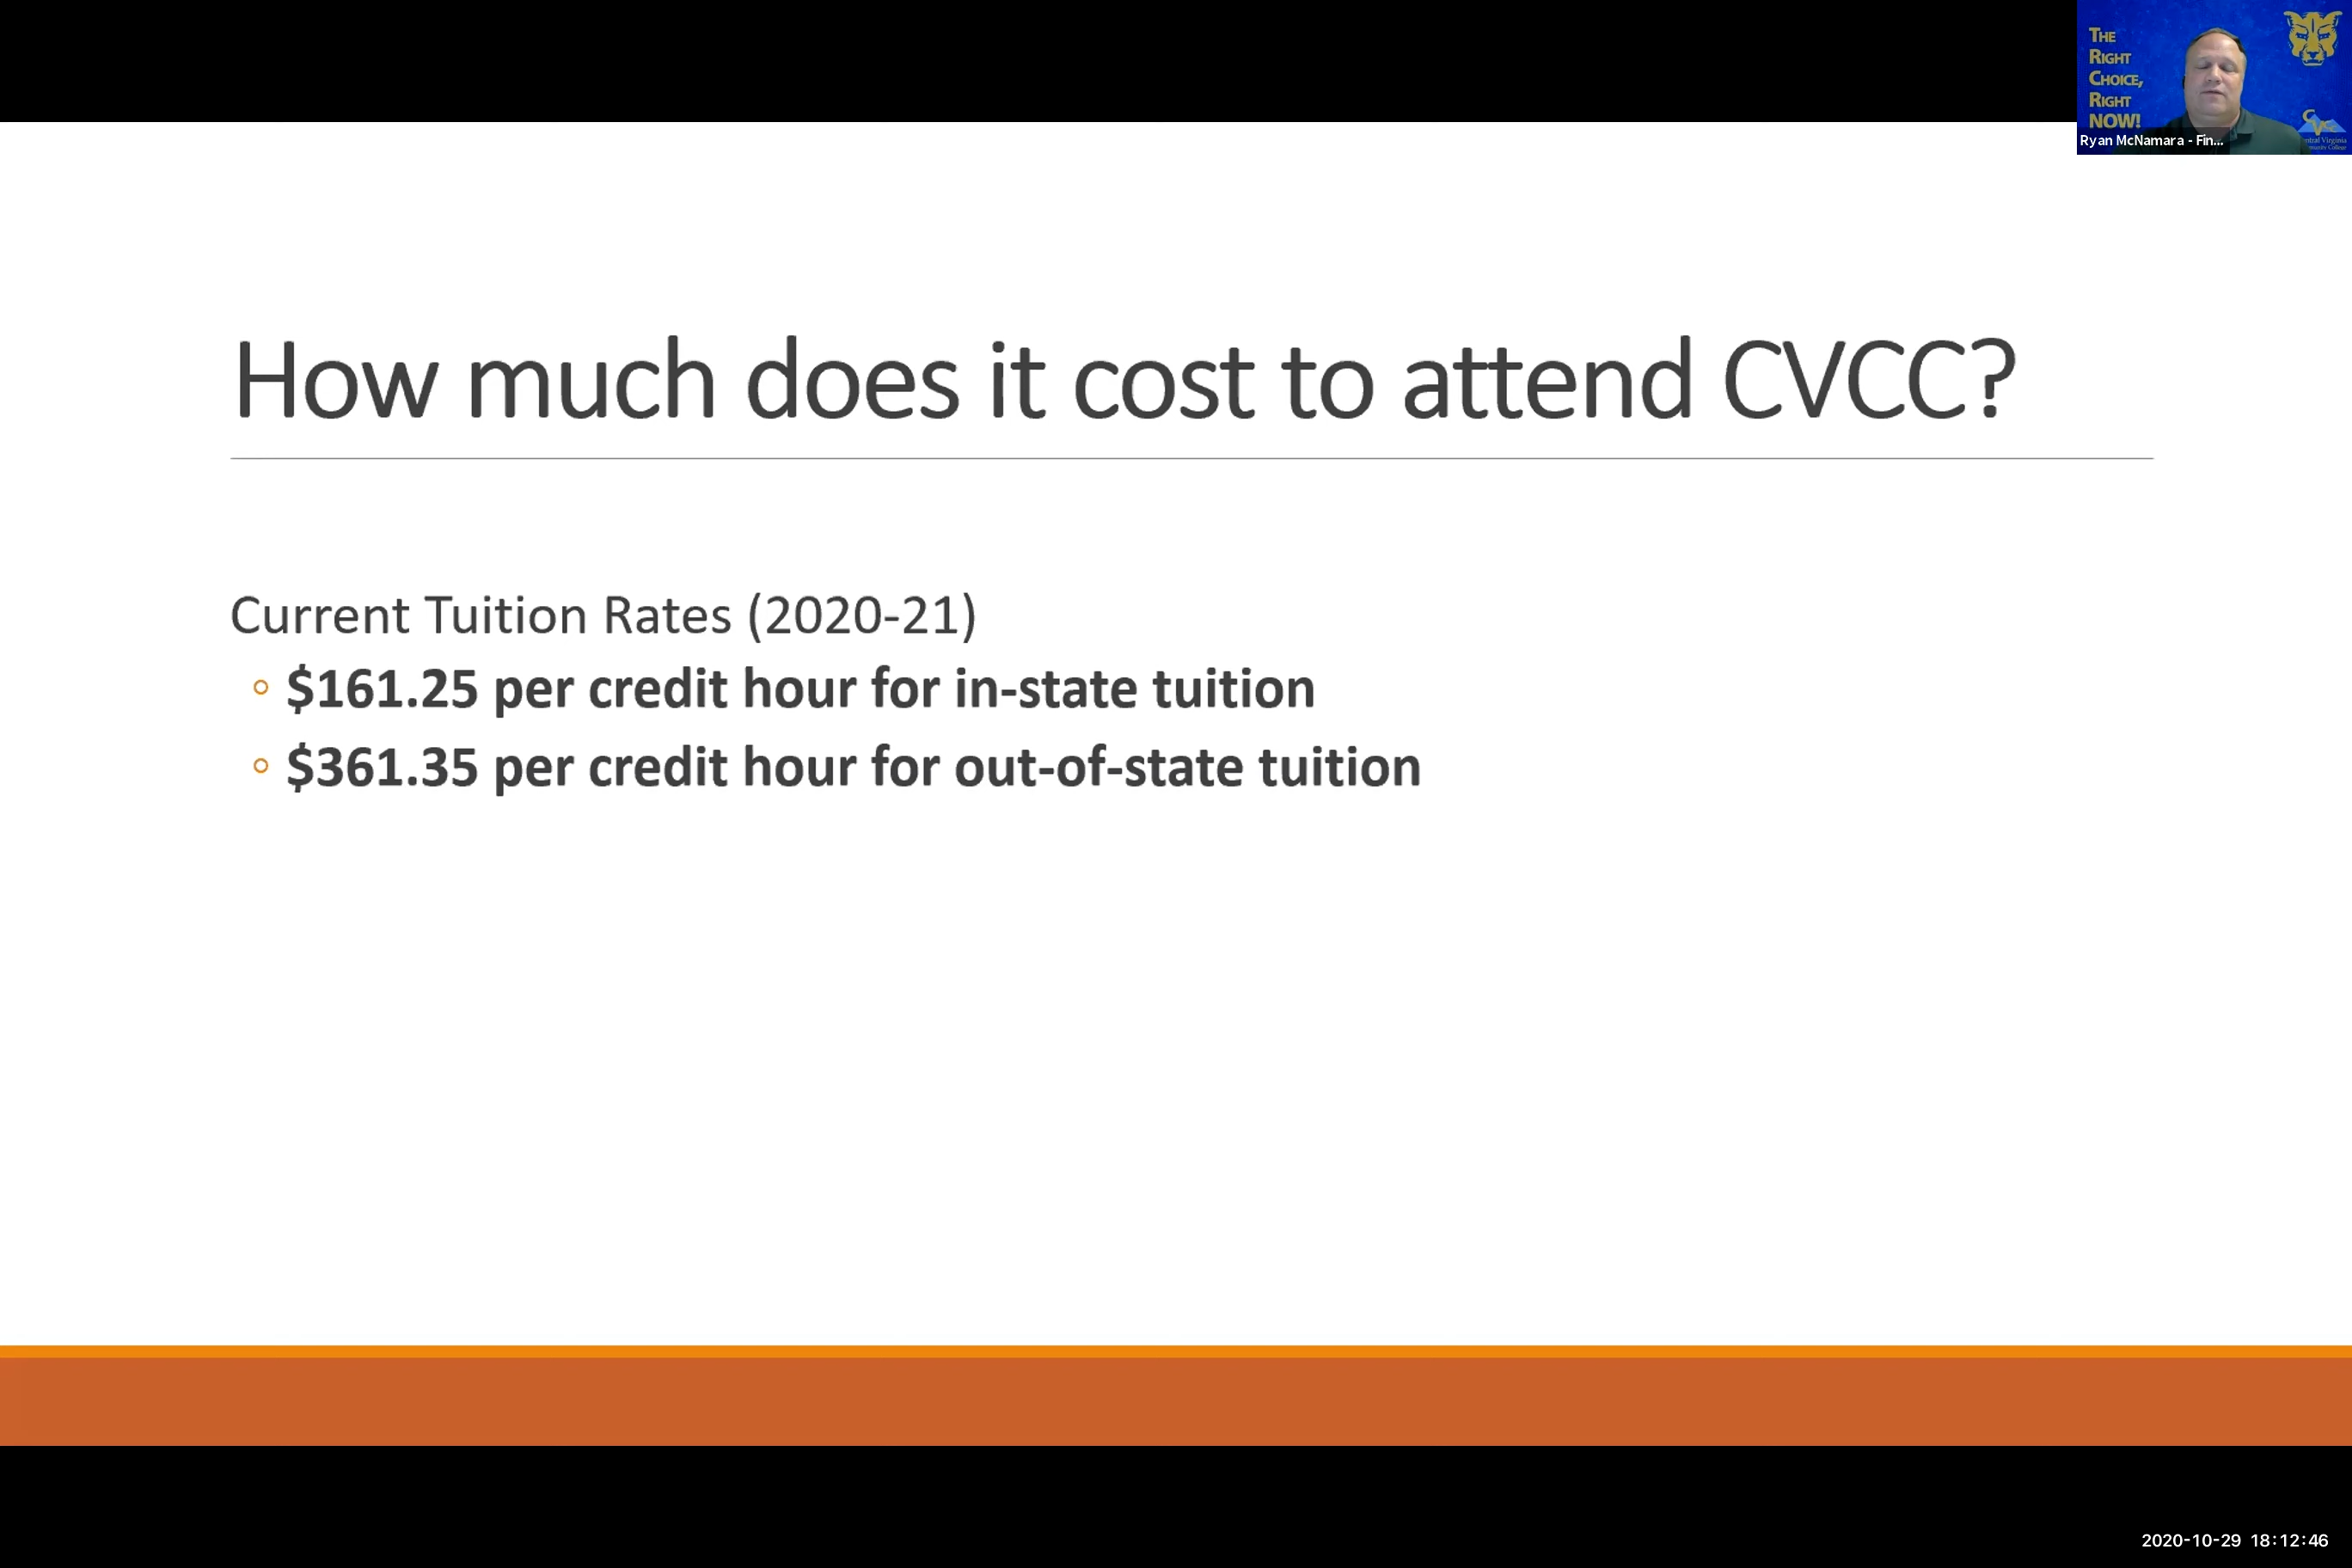 THE
RIGHT
CHOICE,
RIGHT
NOW!
Ryan McNamara - Fin...
How much does it cost to attend CVCC?
Current Tuition Rates (2020-21)
$161.25 per credit hour for in-state tuition
$361.35 per credit hour for out-of-state tuition
2020-10-29 18:12:46